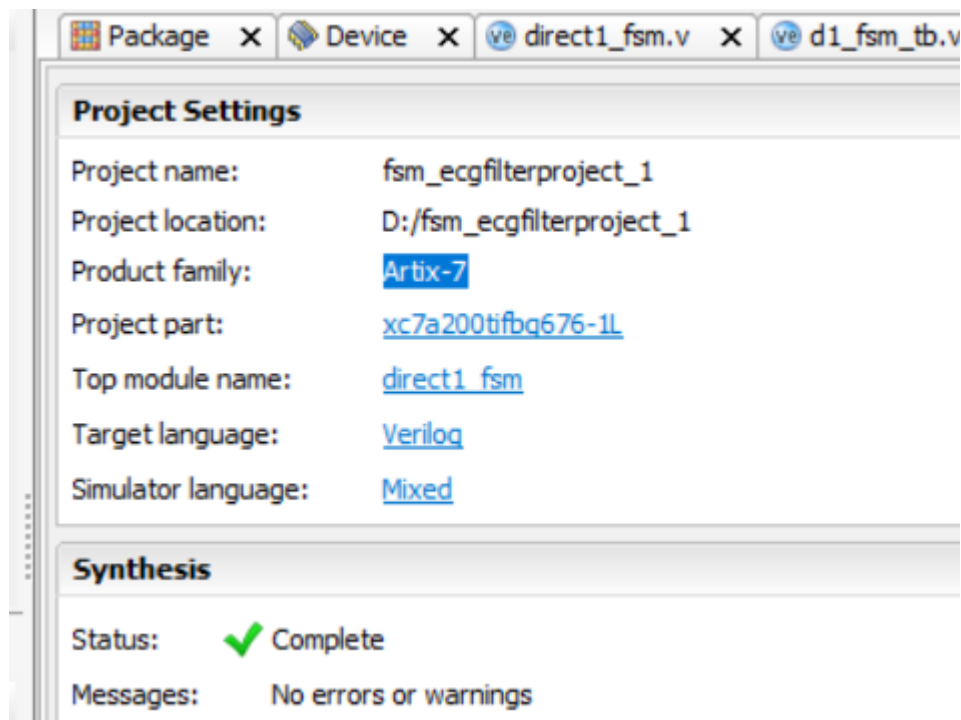 Package Device direct1_fsm.v d1_fsm_tb.v
Project Settings
Project name: fsm_ecgfilterproject_1
Project location: D:/fsm_ecgfilterproject_1
Product family: Artix-7
Project part: xc7a200tifbg676-1L
Top module name: direct1_fsm
Target language: Verilog
Simulator language: Mixed
Synthesis
Status: Complete
Messages: No errors or warnings